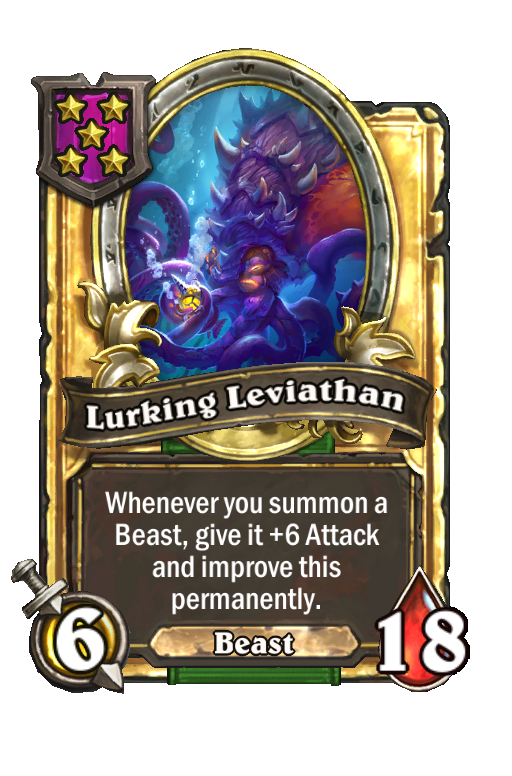 Lurking Leviathan
Whenever you summon a
Beast, give it +6 Attack
and improve this
permanently.
6
Beast
18